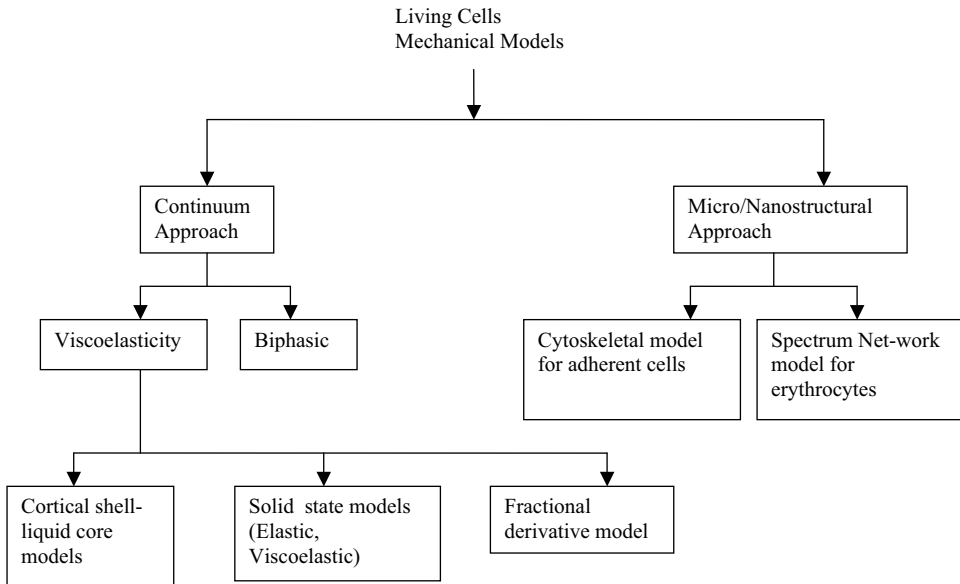 Living Cells
Mechanical Models
Continuum
Approach
Micro/Nanostructural
Approach
Viscoelasticity
Biphasic
Cytoskeletal model
for adherent cells
Spectrum Net-work
model for
erythrocytes
Cortical shell-
liquid core
models
Solid state models
(Elastic,
Viscoelastic)
Fractional
derivative model